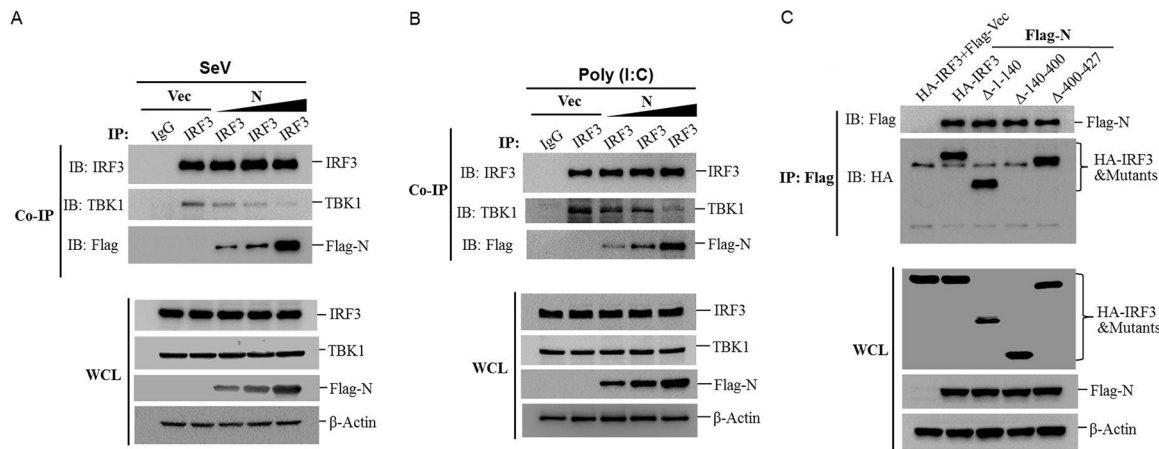 A
SeV
Vec
N
IP:
IgG
IRF3
IRF3
IRF3
IRF3
Co-IP
IB: IRF3
IRF3
IB: TBK1
TBK1
IB: Flag
Flag-N
WCL
IRF3
TBK1
Flag-N
β-Actin
B
Poly (I:C)
Vec
N
IP:
IgG
IRF3
IRF3
IRF3
IRF3
Co-IP
IB: IRF3
IRF3
IB: TBK1
TBK1
IB: Flag
Flag-N
WCL
IRF3
TBK1
Flag-N
β-Actin
C
Flag-N
HA-IRF3+Flag-Vec
HA-IRF3
Δ-1-140
Δ-140-400
Δ-400-427
IP: Flag
IB: Flag
Flag-N
IB: HA
HA-IRF3
&Mutants
WCL
HA-IRF3
&Mutants
Flag-N
β-Actin